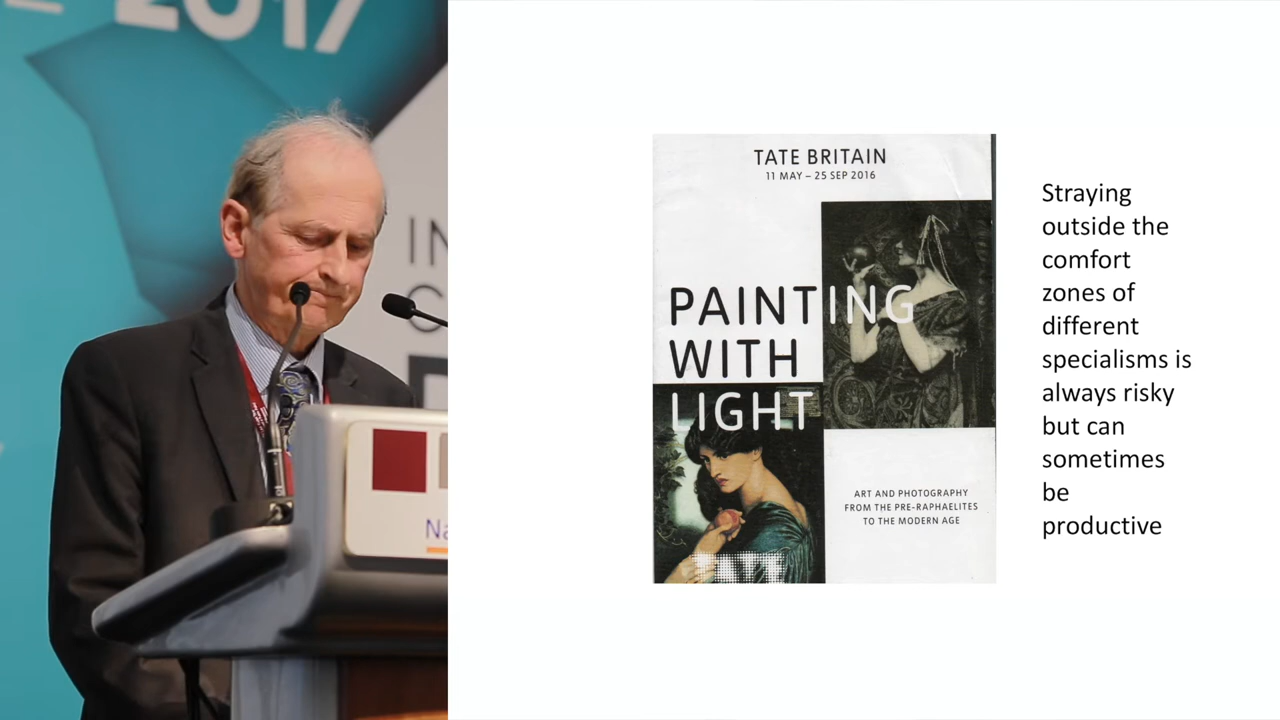 2017
TATE BRITAIN
11 MAY – 25 SEP 2016
PAINTING
WITH
LIGHT
ART AND PHOTOGRAPHY
FROM THE PRE-RAPHAELITES
TO THE MODERN AGE
TATE
Straying
outside the
comfort
zones of
different
specialisms is
always risky
but can
sometimes
be
productive
IN
Na